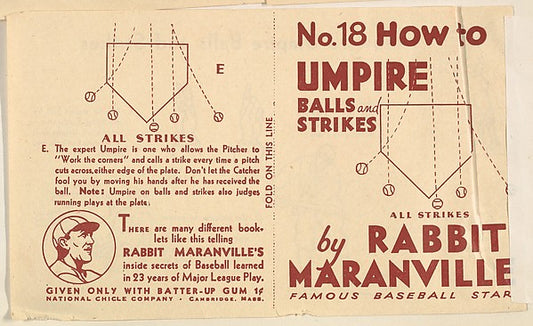 E
ALL STRIKES
E. The expert Umpire is one who allows the Pitcher to
"Work the corners" and calls a strike every time a pitch
cuts across, either edge of the plate. Don't let the Catcher
fool you by moving his hands after he has received the
ball. Note: Umpire on balls and strikes also judges
running plays at the plate.
THERE are many different book-
lets like this telling
RABBIT MARANVILLE'S
inside secrets of Baseball learned
in 23 years of Major League Play.
GIVEN ONLY WITH BATTER-UP GUM 1¢
NATIONAL CHICLE COMPANY • CAMBRIDGE, MASS.
FOLD ON THIS LINE
No. 18 How to
UMPIRE
BALLS and
STRIKES
ALL STRIKES
by RABBIT
MARANVILLE
FAMOUS BASEBALL STAR